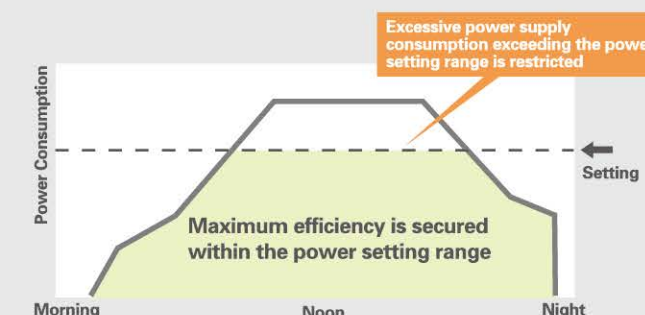 Excessive power supply
consumption exceeding the power
setting range is restricted
Power Consumption
Setting
Maximum efficiency is secured
within the power setting range
Morning
Noon
Night